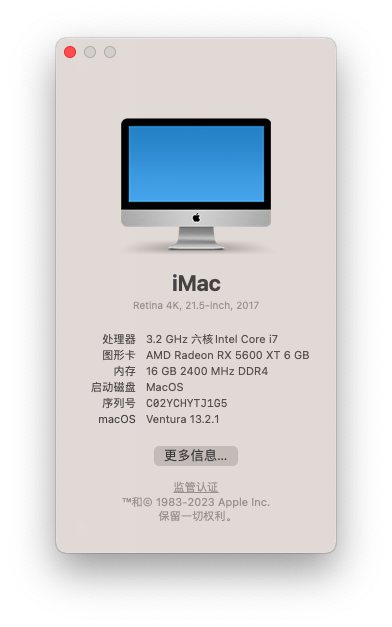 iMac
Retina 4K, 21.5-inch, 2017
处理器 3.2 GHz 六核Intel Core i7
图形卡 AMD Radeon RX 5600 XT 6 GB
内存 16 GB 2400 MHz DDR4
启动磁盘 MacOS
序列号 C02YCHYTJ1G5
macOS Ventura 13.2.1
更多信息...
监管认证
™和© 1983-2023 Apple Inc.
保留一切权利。